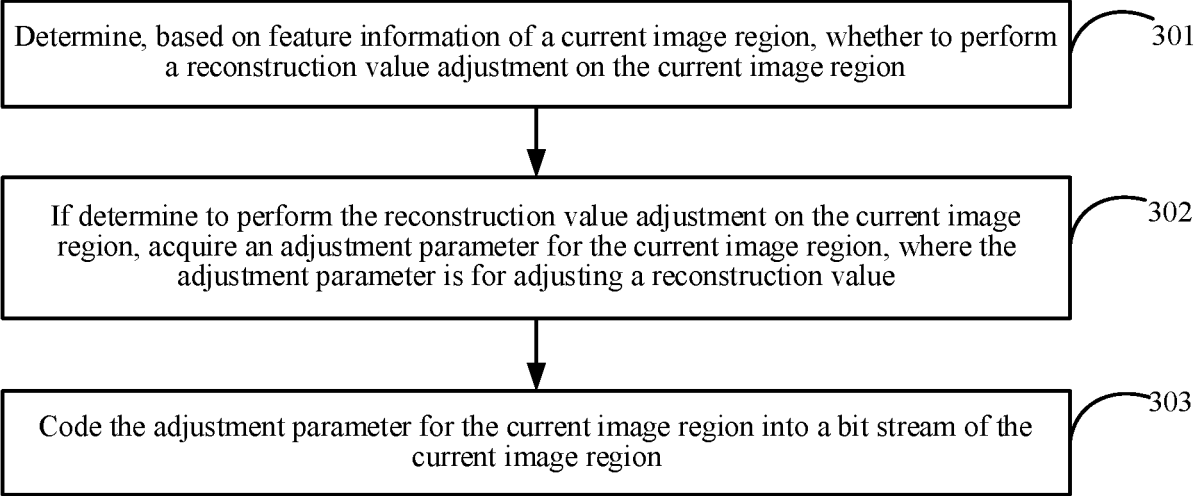 Determine, based on feature information of a current image region, whether to perform
a reconstruction value adjustment on the current image region
301
If determine to perform the reconstruction value adjustment on the current image
region, acquire an adjustment parameter for the current image region, where the
adjustment parameter is for adjusting a reconstruction value
302
Code the adjustment parameter for the current image region into a bit stream of the
current image region
303